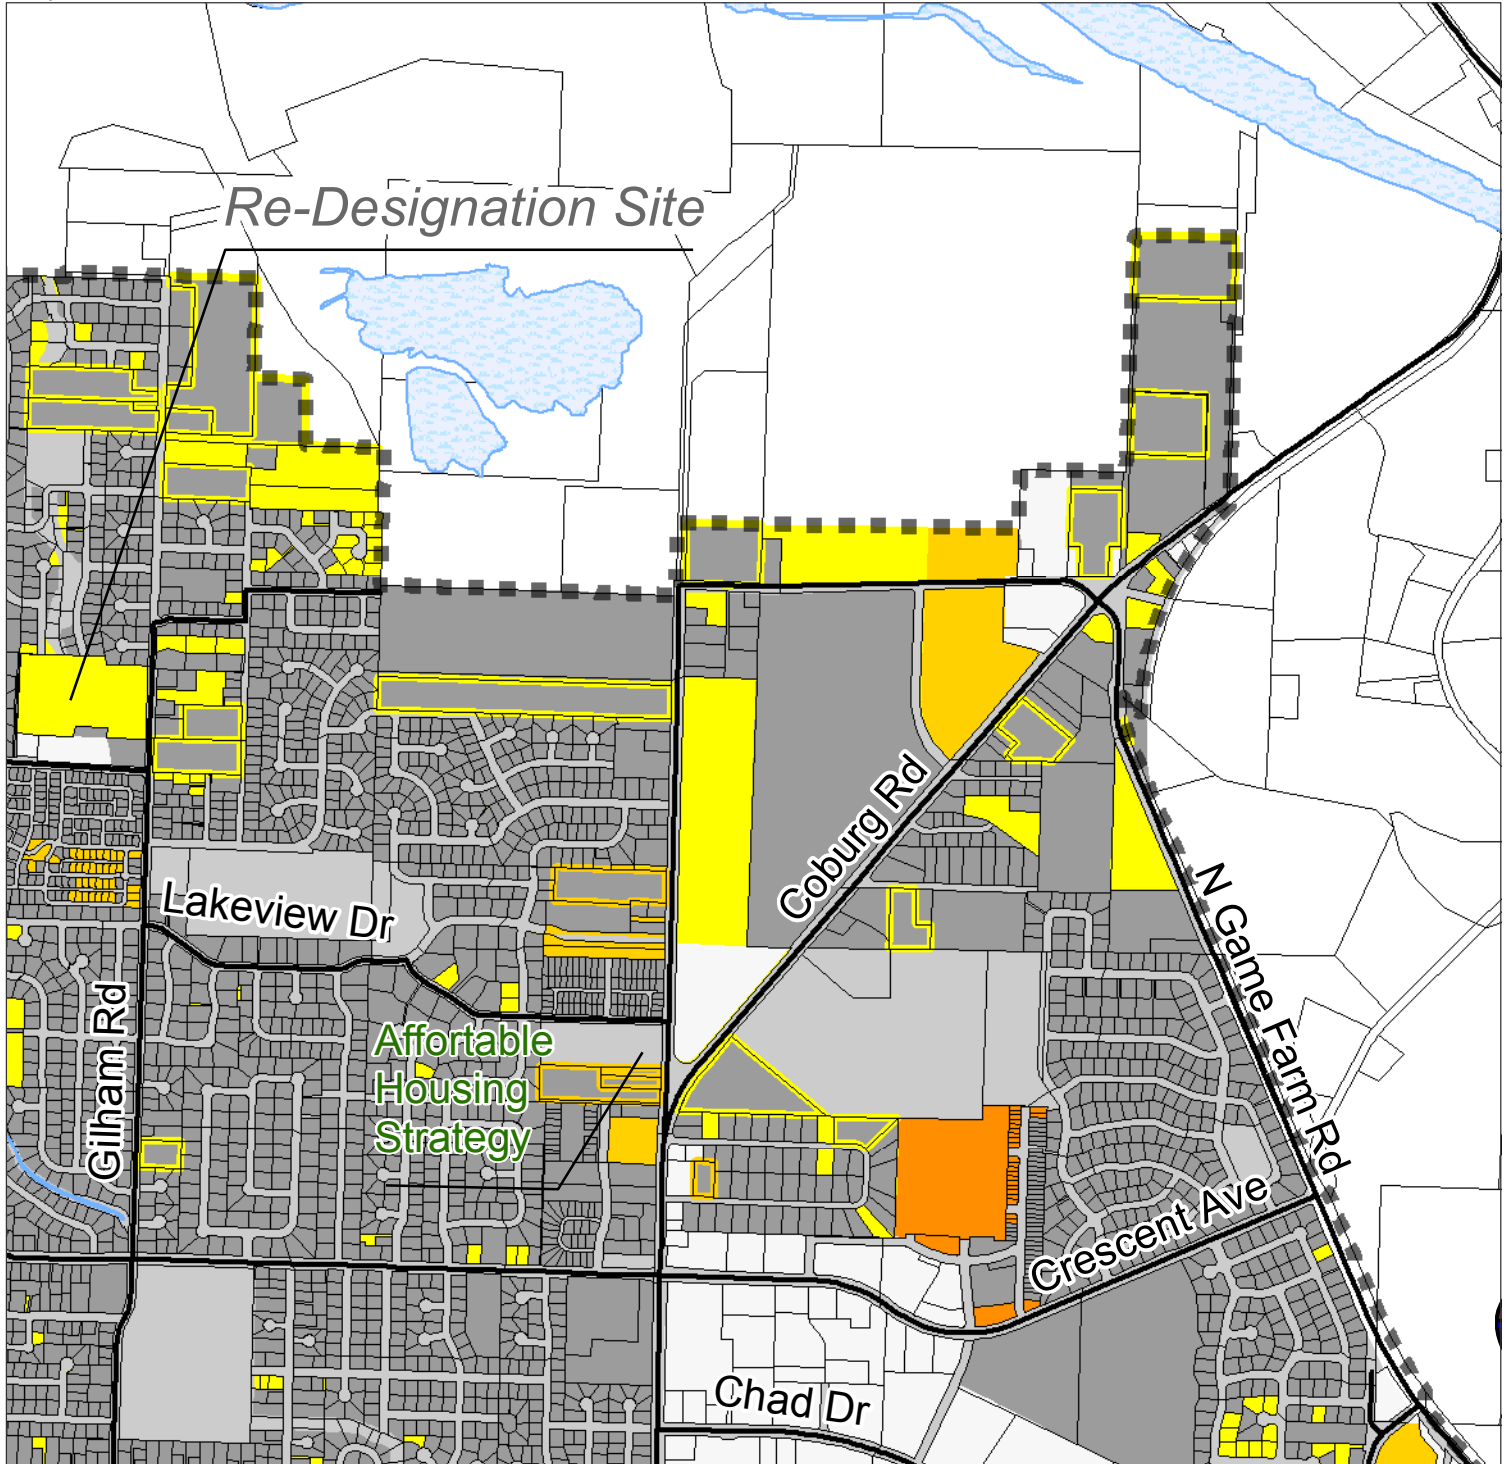 Re-Designation Site
Coburg Rd
Lakeview Dr
N Game Farm Rd
Gilham Rd
Affortable
Housing
Strategy
Crescent Ave
Chad Dr